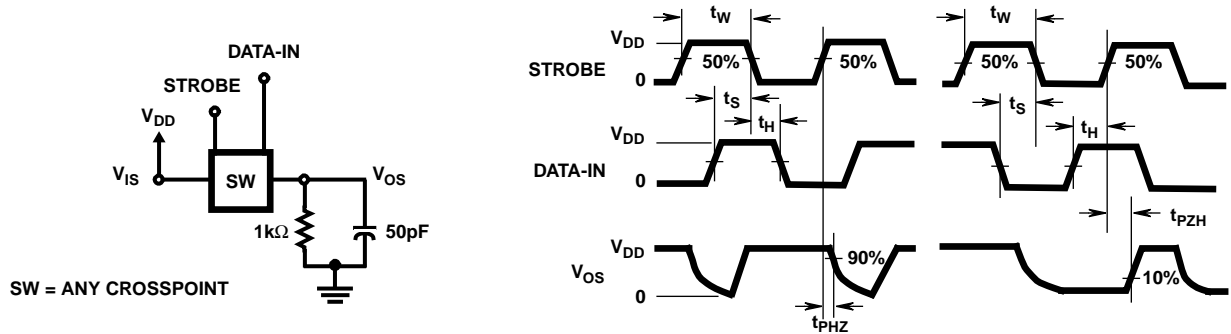 DATA-IN
STROBE
VDD
VIS
SW
VOS
1kΩ
50pF
SW = ANY CROSSPOINT
tW
tW
VDD
STROBE
50%
50%
50%
50%
0
tS
tH
tS
tH
VDD
DATA-IN
0
tPZH
VDD
VOS
90%
10%
0
tPHZ